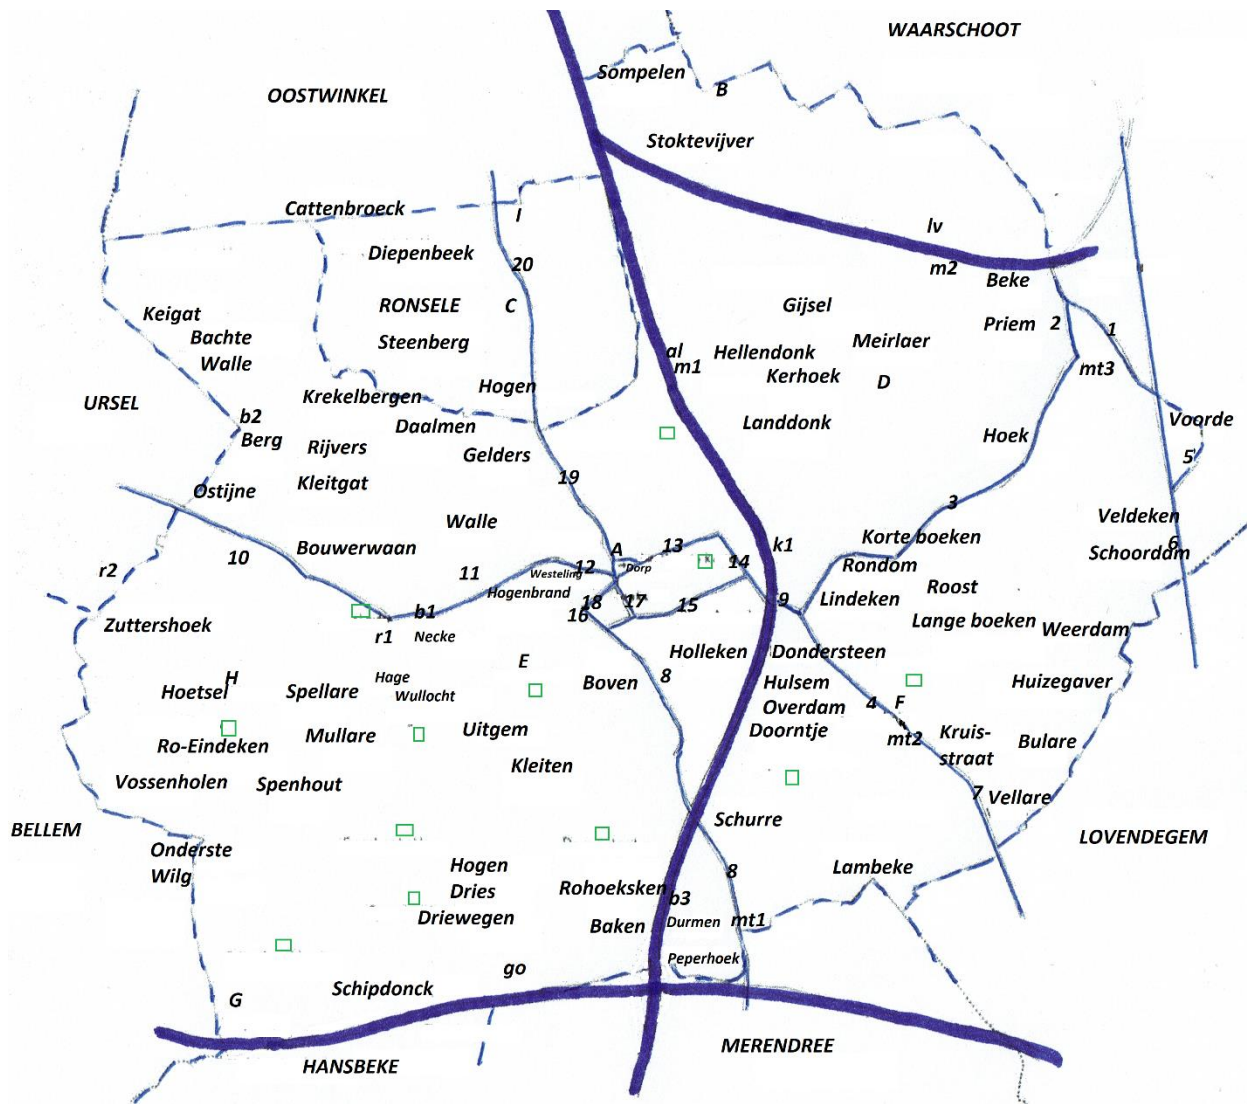 WAARSCHOOT
Sompelen
B
OOSTWINKEL
Stoktevijver
Cattenbroeck
I
lv
Diepenbeek
20
m2
Beke
RONSELE
C
Gijsel
Keigat
Priem
2
1
Bachte
Walle
Steenberg
al
m1
Hellendonk
Meirlaer
Kerhoek
D
mt3
Hogen
Krekelbergen
URSEL
b2
Berg
Daalmen
Landdonk
Voorde
Rijvers
Gelders
Hoek
5
Ostijne
Kleitgat
19
3
Walle
Veldeken
Korte boeken
6
Schoordam
Bouwerwaan
A
13
k1
10
r2
11
Westeling
12
Dorp
14
Rondom
Hogenbrand
Roost
Lindeken
b1
18
17
15
9
16
Zuttershoek
r1
Necke
Lange boeken
Weerdam
Holleken
Dondersteen
E
H
Hoetsel
Spellare
Hage
Wullocht
Boven
8
Hulsem
Overdam
4
F
Huizegaver
Ro-Eindeken
Mullare
Uitgem
Doorntje
mt2
Kruis-
straat
Bulare
Kleiten
Vossenholen
Spenhout
7
Vellare
Schurre
BELLEM
LOVENDEGEM
Onderste
Wilg
Hogen
Dries
Driewegen
Rohoeksken
8
Lambeke
b3
Baken
Durmen
mt1
Peperhoek
go
Schipdonck
G
HANSBEKE
MERENDREE